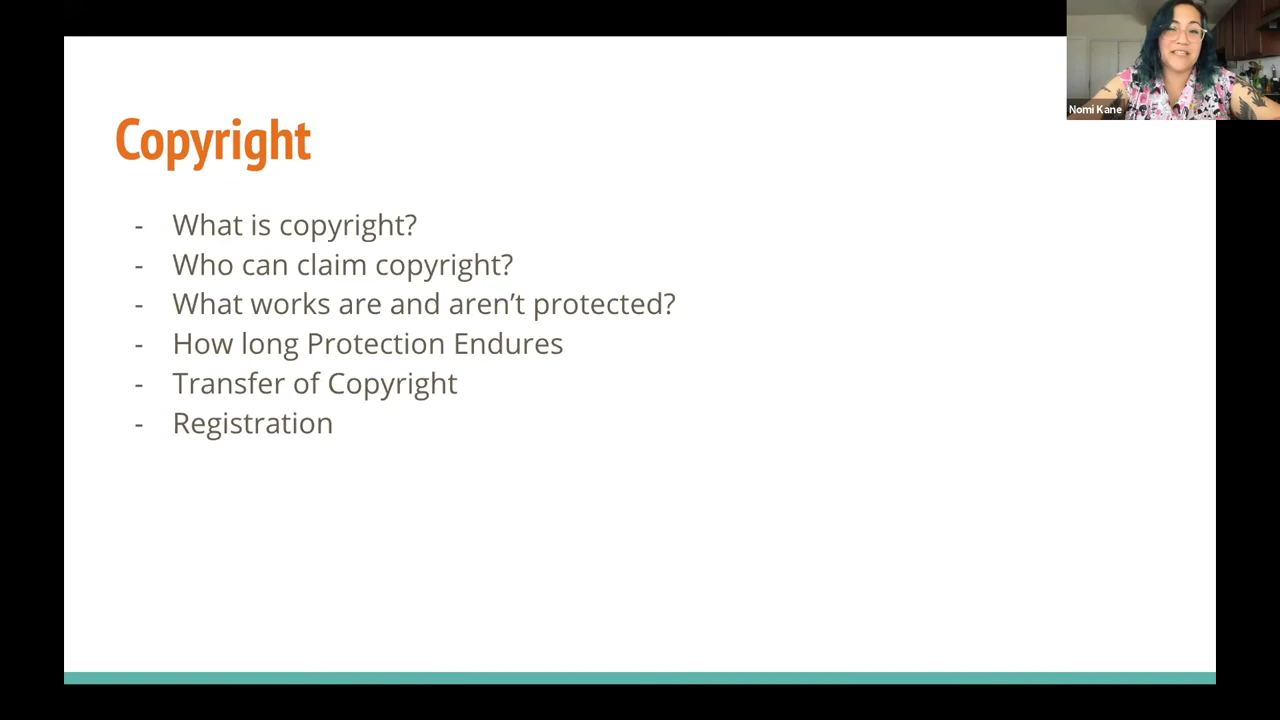 Nomi Kane
Copyright
- What is copyright?
- Who can claim copyright?
- What works are and aren’t protected?
- How long Protection Endures
- Transfer of Copyright
- Registration